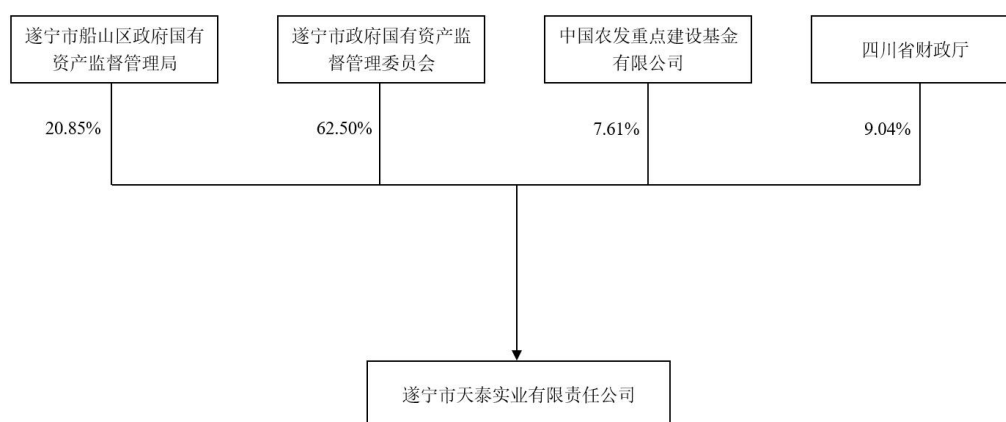 遂宁市船山区政府国有
资产监督管理局
遂宁市政府国有资产监
督管理委员会
中国农发重点建设基金
有限公司
四川省财政厅
20.85%
62.50%
7.61%
9.04%
遂宁市天泰实业有限责任公司